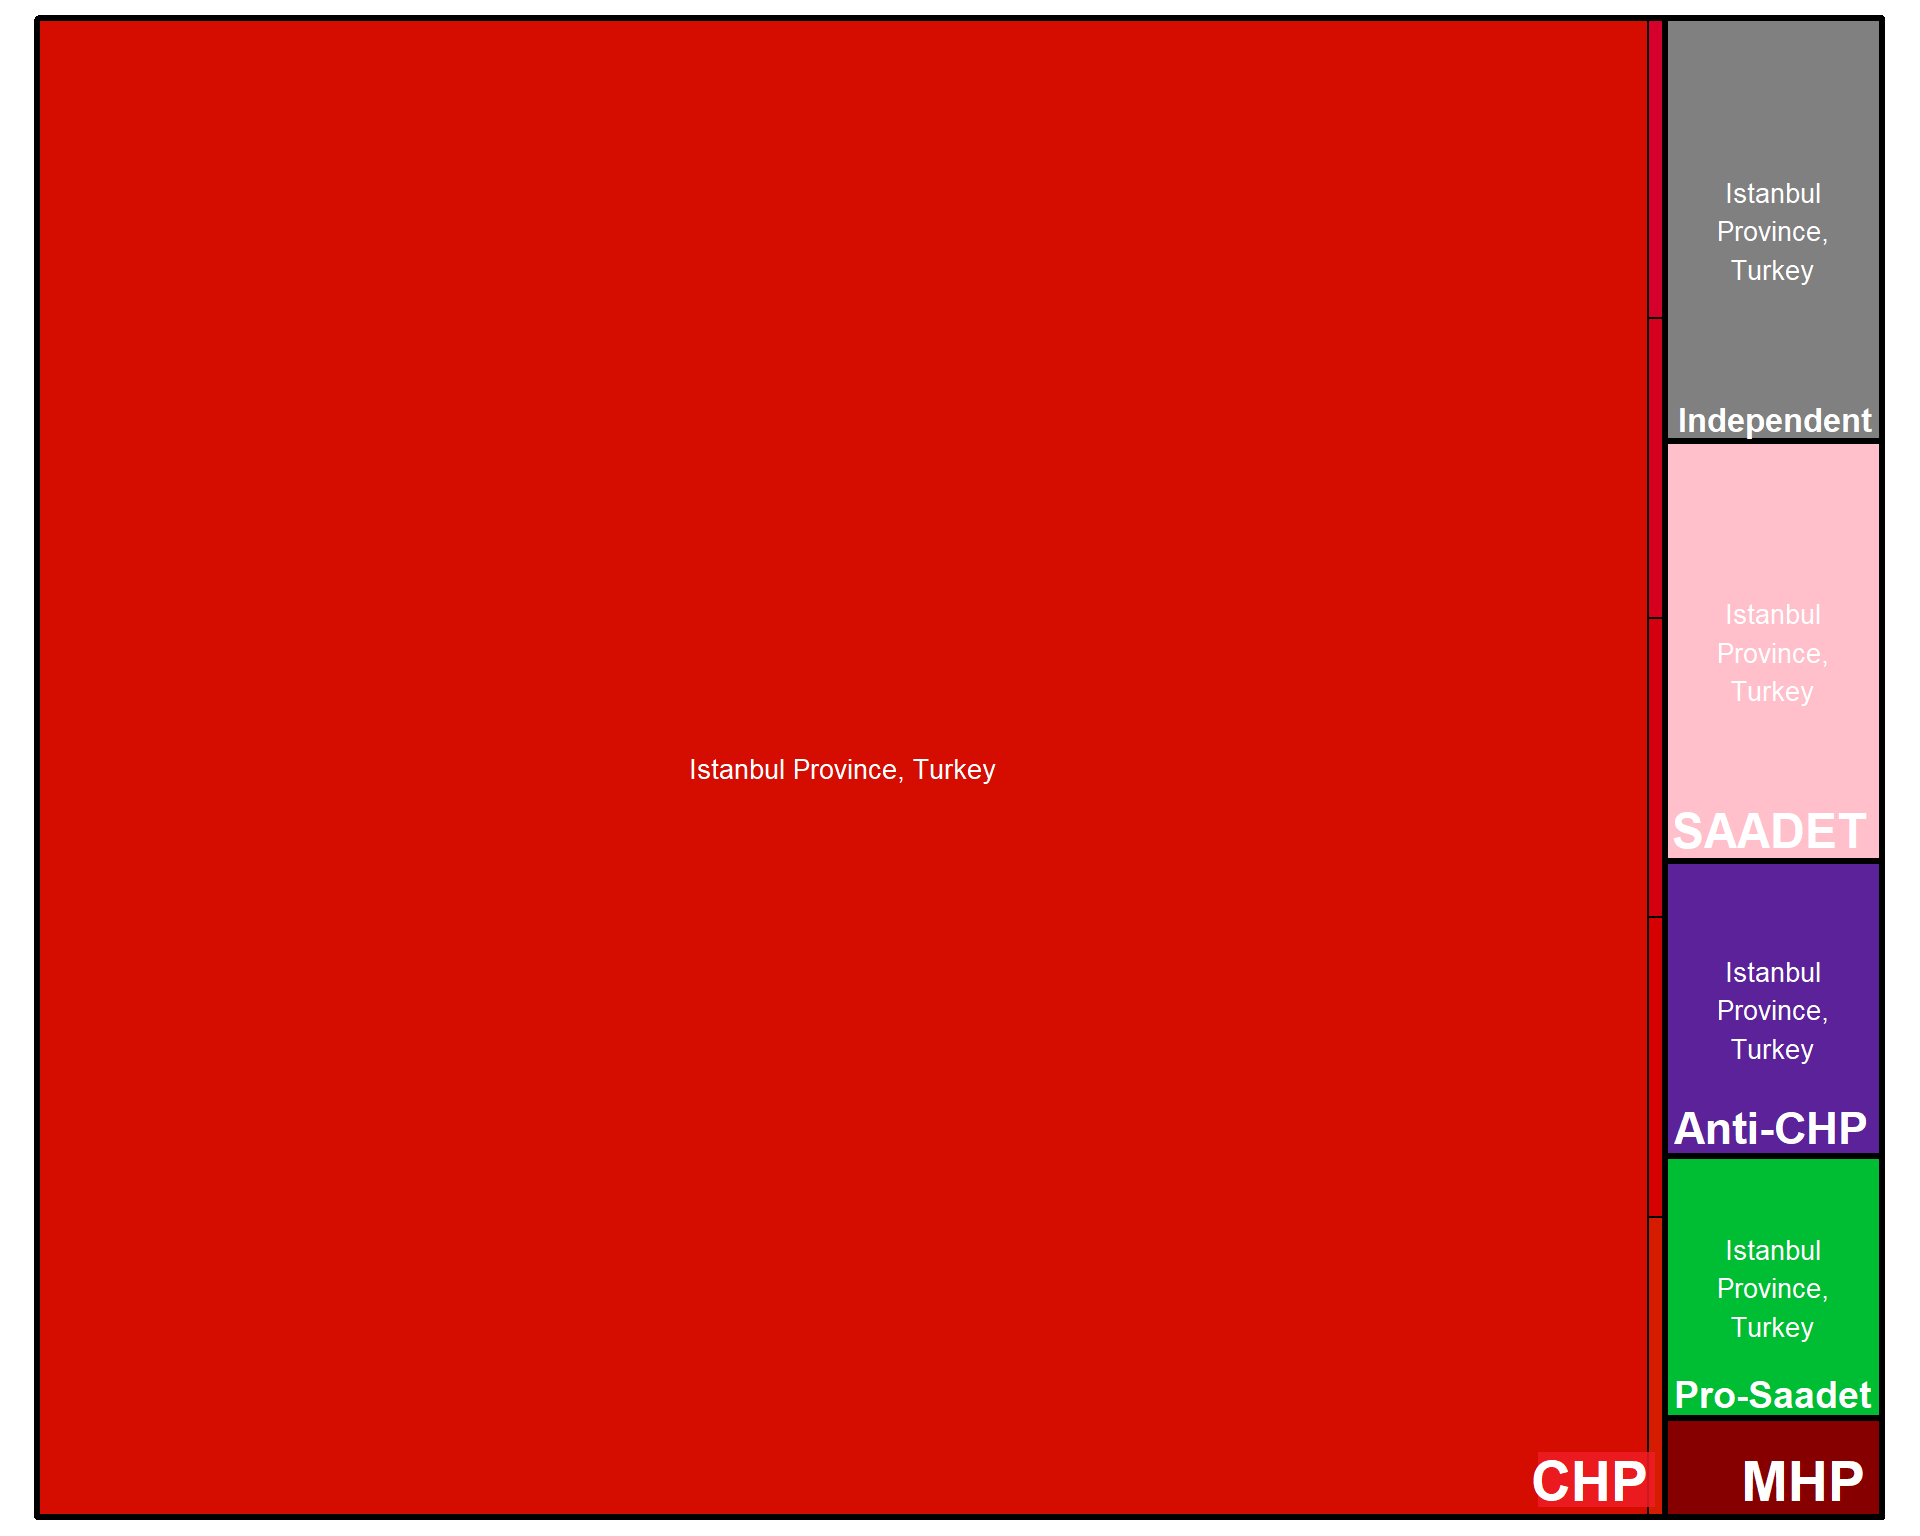 Istanbul Province, Turkey
CHP
Istanbul
Province,
Turkey
Independent
Istanbul
Province,
Turkey
SAADET
Istanbul
Province,
Turkey
Anti-CHP
Istanbul
Province,
Turkey
Pro-Saadet
MHP